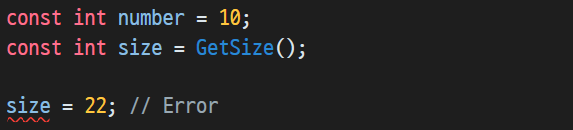 const int number = 10;
const int size = GetSize();
size = 22; // Error